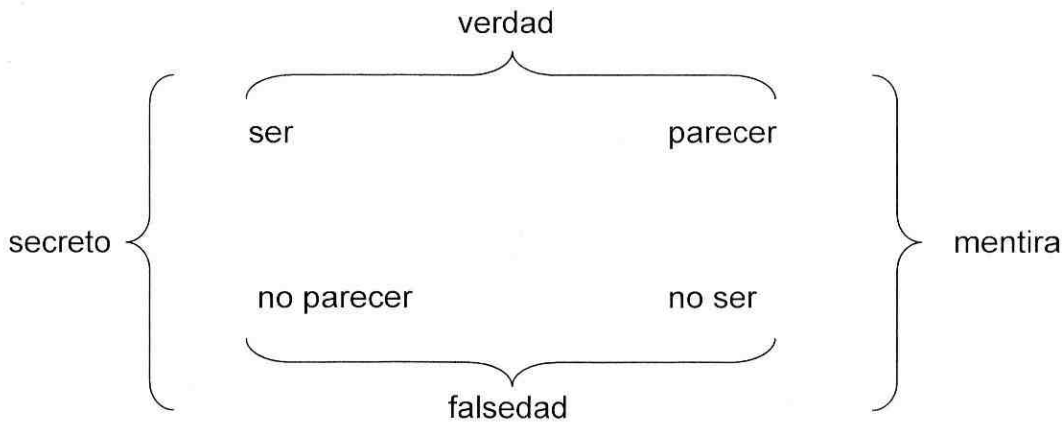 verdad
ser parecer
secreto mentira
no parecer no ser
falsedad